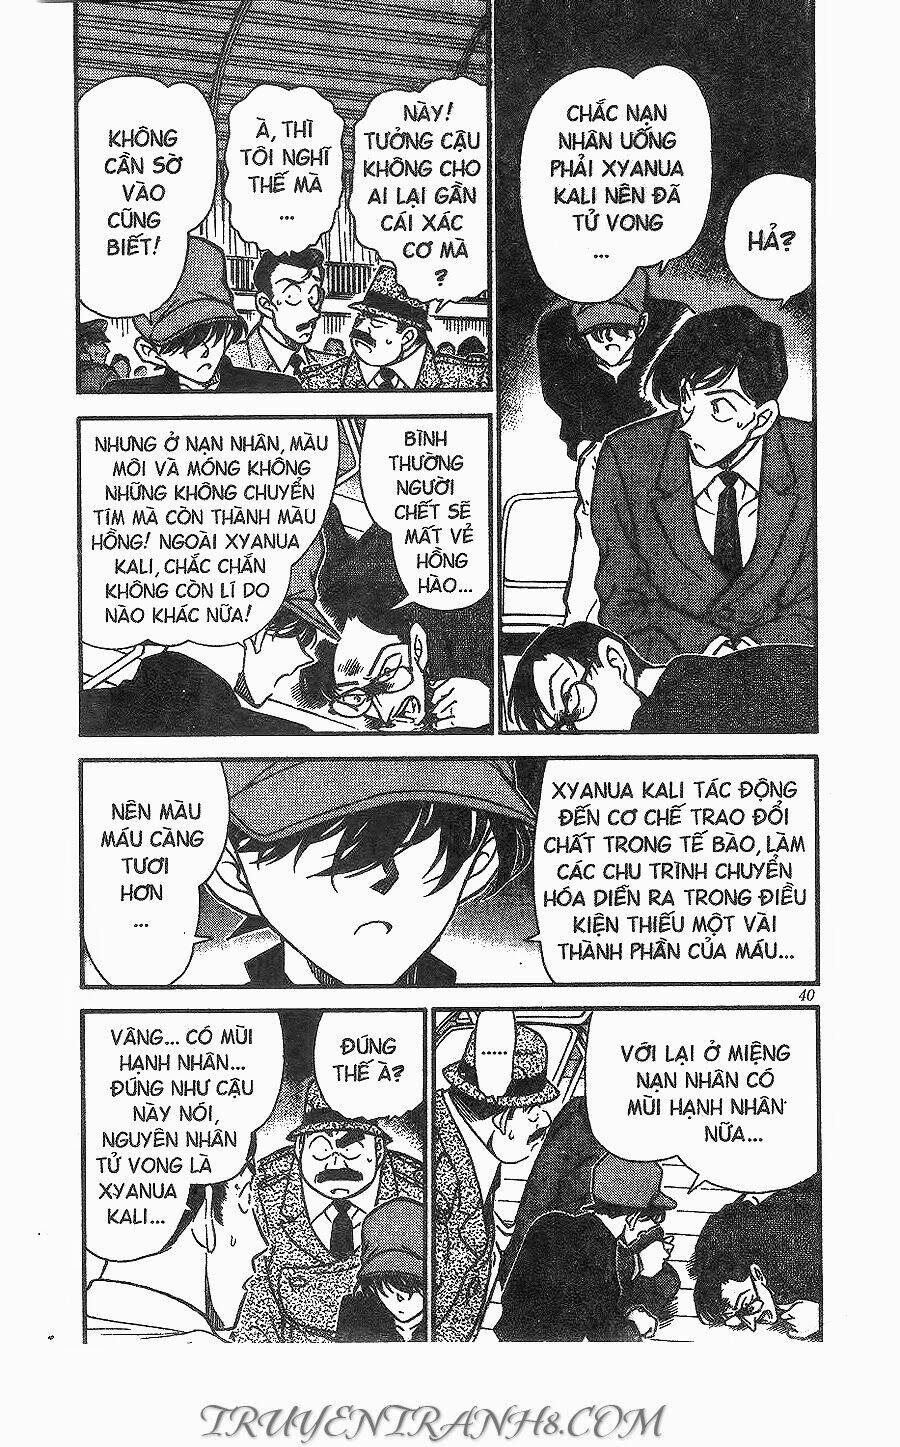 HẢ?
CHẮC NẠN
NHÂN UỐNG
PHẢI XYANUA
KALI NÊN ĐÃ
TỬ VONG
...
NÀY!
TƯỞNG CẬU
KHÔNG CHO
AI LẠI GẦN
CÁI XÁC
CƠ MÀ
?
À, THÌ
TÔI NGHĨ
THẾ MÀ
...
KHÔNG
CẦN SỜ
VÀO
CŨNG
BIẾT!
BÌNH
THƯỜNG
NGƯỜI
CHẾT SẼ
MẤT VẺ
HỒNG
HÀO...
NHƯNG Ở NẠN NHÂN, MÀU
MÔI VÀ MÓNG KHÔNG
NHỮNG KHÔNG CHUYỂN
TÍM MÀ CÒN THÀNH MÀU
HỒNG! NGOÀI XYANUA
KALI, CHẮC CHẮN
KHÔNG CÒN LÍ DO
NÀO KHÁC NỮA!
XYANUA KALI TÁC ĐỘNG
ĐẾN CƠ CHẾ TRAO ĐỔI
CHẤT TRONG TẾ BÀO, LÀM
CÁC CHU TRÌNH CHUYỂN
HÓA DIỄN RA TRONG ĐIỀU
KIỆN THIẾU MỘT VÀI
THÀNH PHẦN CỦA MÁU...
NÊN MÀU
MÁU CÀNG
TƯƠI
HƠN
...
40
VỚI LẠI Ở MIỆNG
NẠN NHÂN CÓ
MÙI HẠNH NHÂN
NỮA...
.....
ĐÚNG
THẾ À?
VÂNG... CÓ MÙI
HẠNH NHÂN...
ĐÚNG NHƯ CẬU
NÀY NÓI,
NGUYÊN NHÂN
TỬ VONG LÀ
XYANUA
KALI...
TRUYENTRANH8.COM